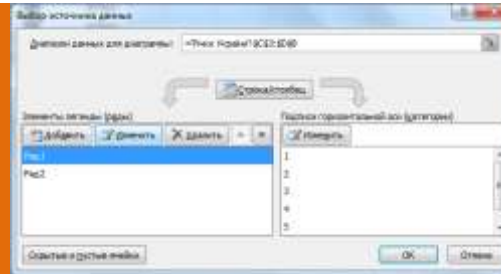 Выбор источника данных
Диапазон данных для диаграммы:
Строка/столбец
Элементы легенды (ряды)
Подписи горизонтальной оси (категории)
Добавить Изменить Удалить
Изменить
Ряд1
Ряд2
1
2
3
4
5
Скрытые и пустые ячейки
ОК Отмена